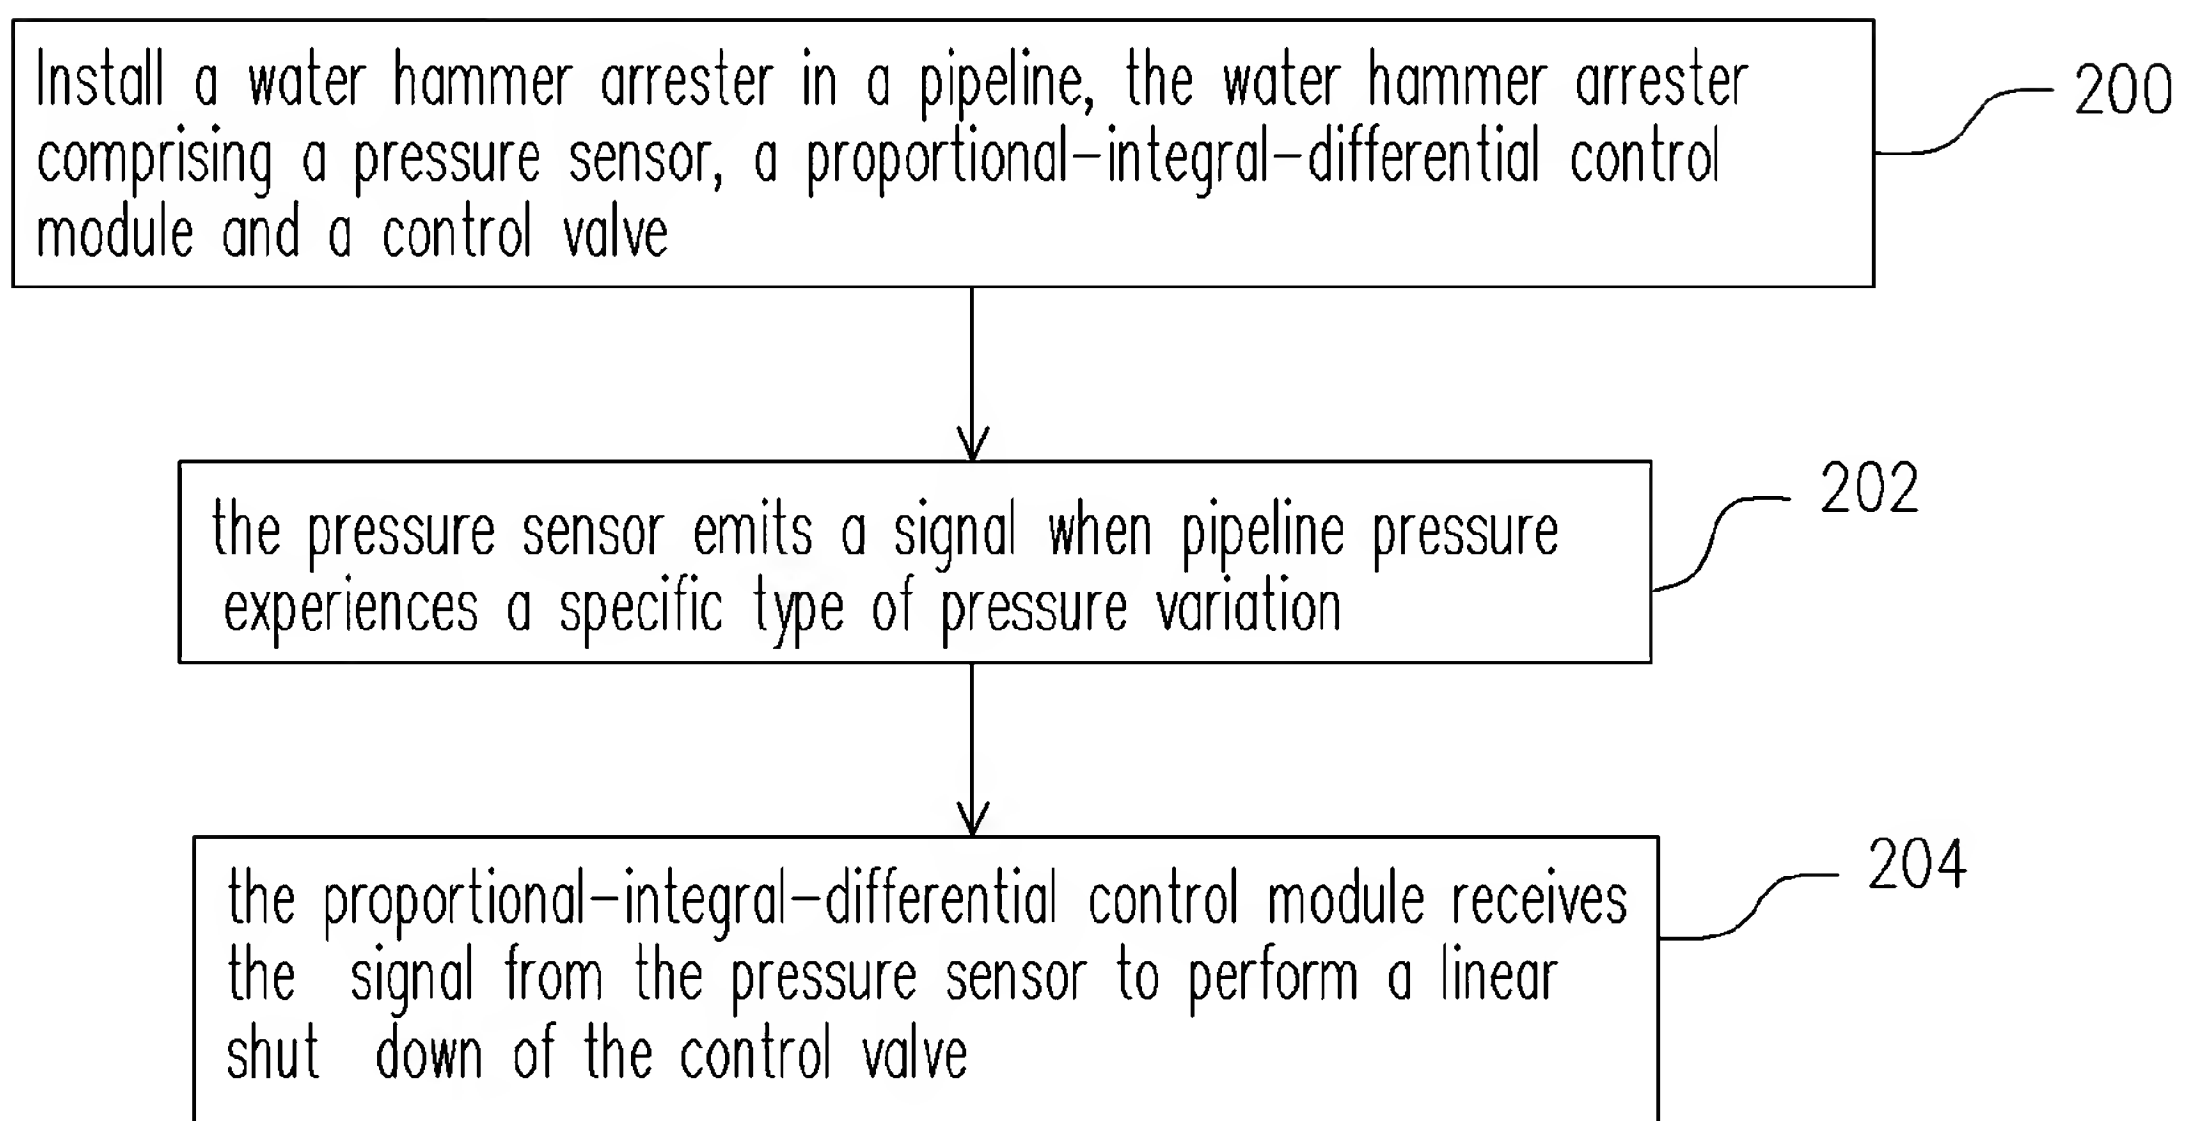 Install a water hammer arrester in a pipeline, the water hammer arrester
comprising a pressure sensor, a proportional-integral-differential control
module and a control valve
200
the pressure sensor emits a signal when pipeline pressure
experiences a specific type of pressure variation
202
the proportional-integral-differential control module receives
the signal from the pressure sensor to perform a linear
shut down of the control valve
204